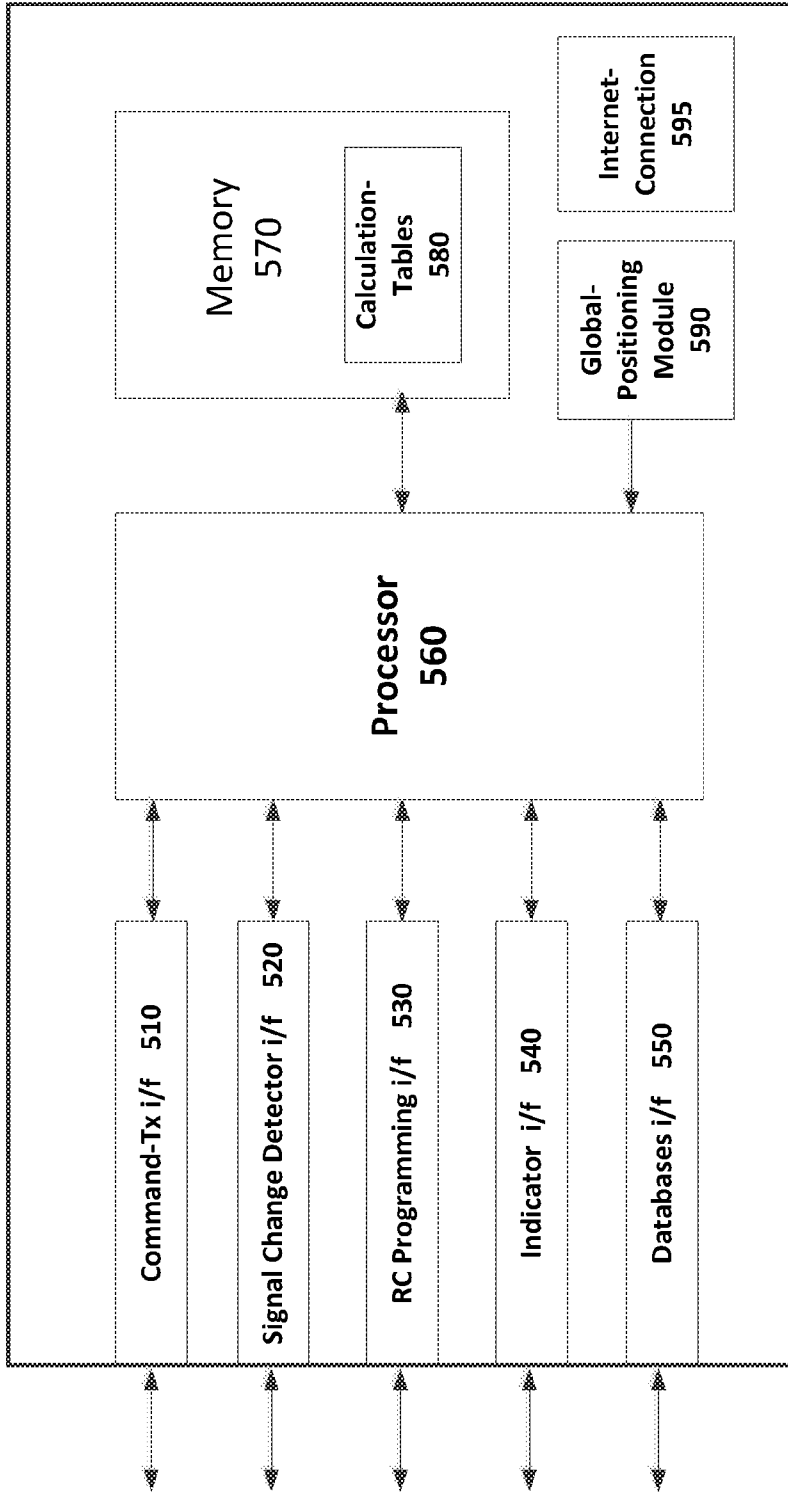 Command-Tx i/f 510
Signal Change Detector i/f 520
RC Programming i/f 530
Indicator i/f 540
Databases i/f 550
Processor
560
Memory
570
Calculation-
Tables
580
Global-
Positioning
Module
590
Internet-
Connection
595